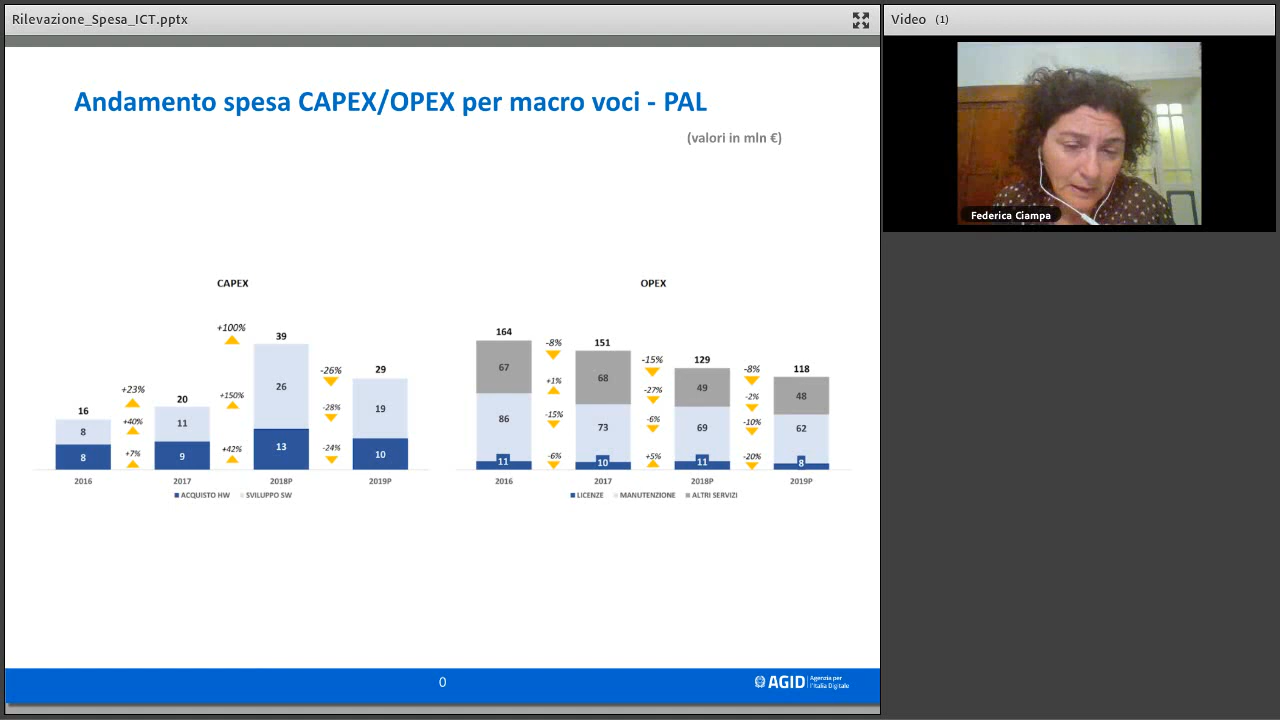 Rilevazione_Spesa_ICT.pptx
Video (1)
Federica Ciampa
Andamento spesa CAPEX/OPEX per macro voci - PAL
(valori in mln €)
CAPEX
+100%
39
+23%
+150%
26
-26%
29
16
20
-28%
8
+40%
11
19
8
+7%
9
+42%
13
-24%
10
2016
2017
2018P
2019P
ACQUISTO HW
SVILUPPO SW
OPEX
164
-8%
151
-15%
129
-8%
118
67
+1%
68
-27%
49
-2%
48
86
-15%
73
-6%
69
-10%
62
11
-6%
10
+5%
11
-20%
8
2016
2017
2018P
2019P
LICENZE
MANUTENZIONE
ALTRI SERVIZI
0
AGID
Agenzia per
l'Italia Digitale